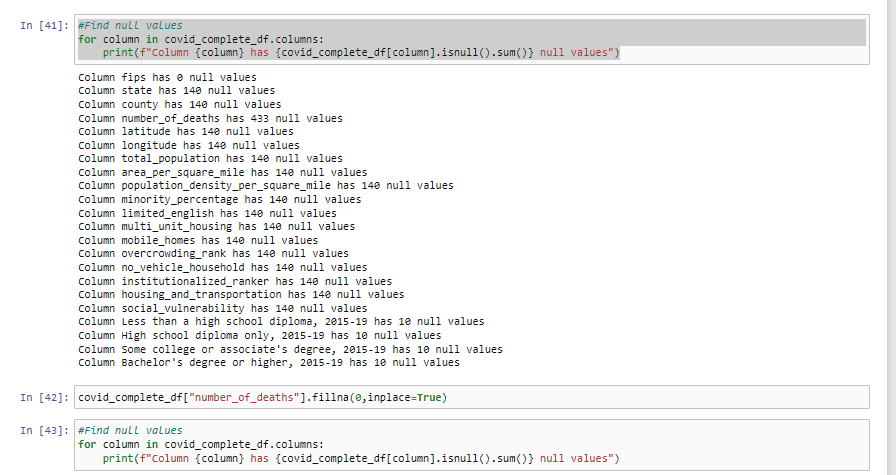 In [41]: #Find null values
for column in covid_complete_df.columns:
    print(f"Column {column} has {covid_complete_df[column].isnull().sum()} null values")
Column fips has 0 null values
Column state has 140 null values
Column county has 140 null values
Column number_of_deaths has 433 null values
Column latitude has 140 null values
Column longitude has 140 null values
Column total_population has 140 null values
Column area_per_square_mile has 140 null values
Column population_density_per_square_mile has 140 null values
Column minority_percentage has 140 null values
Column limited_english has 140 null values
Column multi_unit_housing has 140 null values
Column mobile_homes has 140 null values
Column overcrowding_rank has 140 null values
Column no_vehicle_household has 140 null values
Column institutionalized_ranker has 140 null values
Column housing_and_transportation has 140 null values
Column social_vulnerability has 140 null values
Column Less than a high school diploma, 2015-19 has 10 null values
Column High school diploma only, 2015-19 has 10 null values
Column Some college or associate's degree, 2015-19 has 10 null values
Column Bachelor's degree or higher, 2015-19 has 10 null values
In [42]: covid_complete_df["number_of_deaths"].fillna(0,inplace=True)
In [43]: #Find null values
for column in covid_complete_df.columns:
    print(f"Column {column} has {covid_complete_df[column].isnull().sum()} null values")